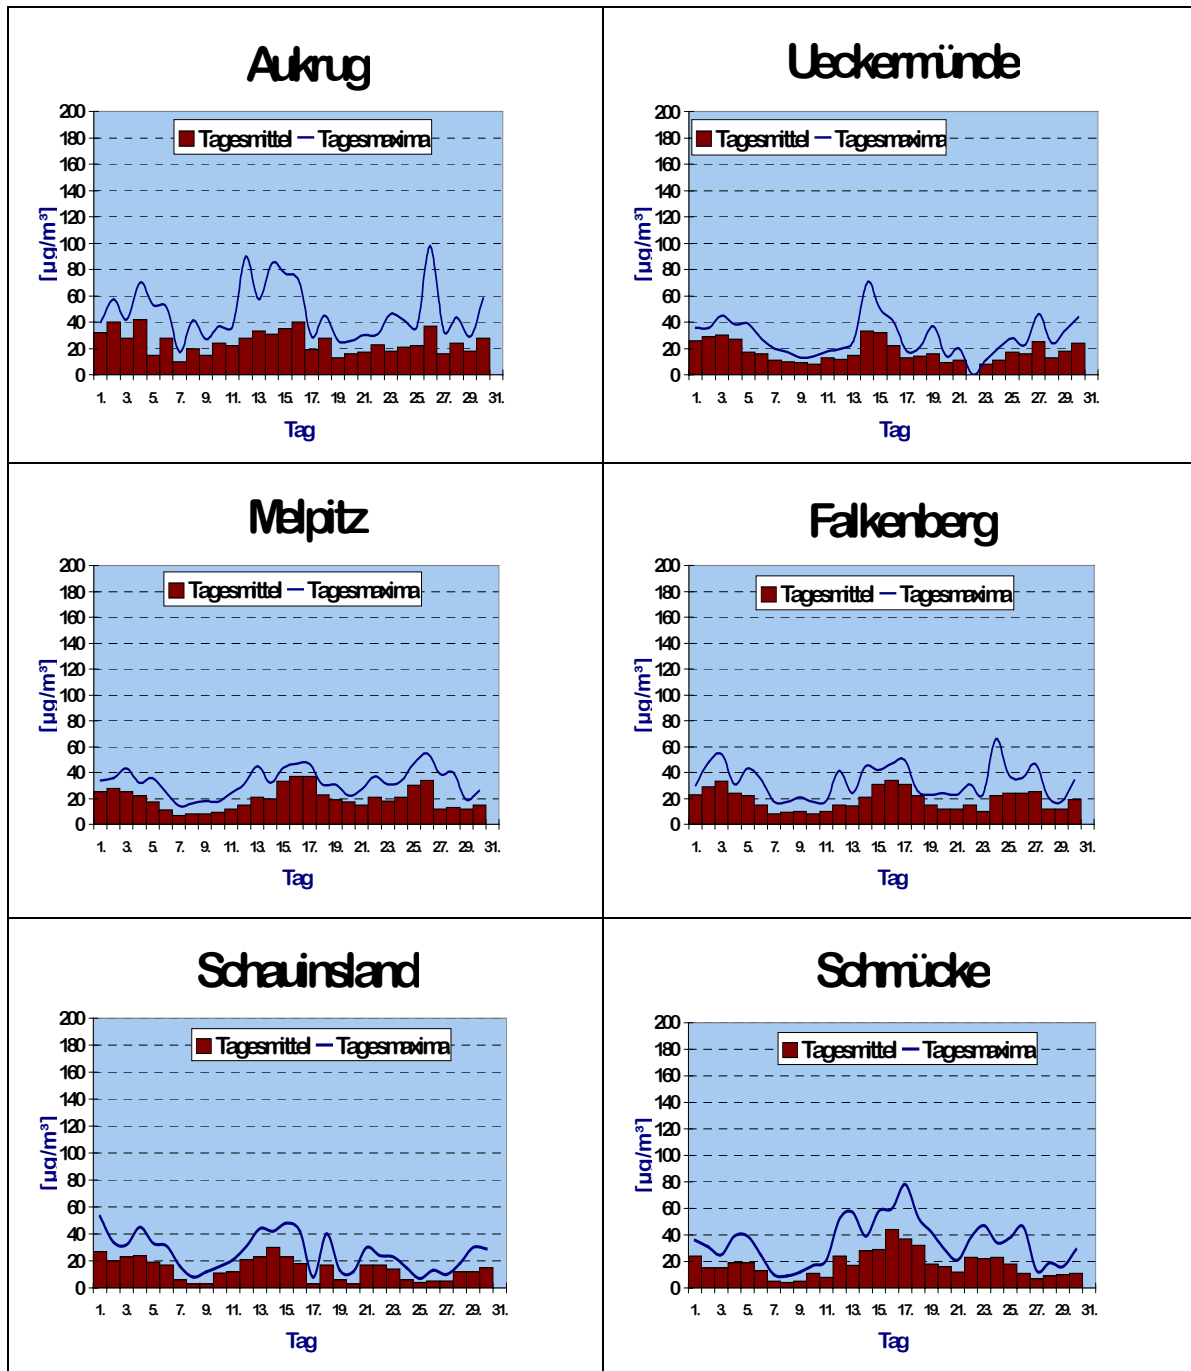 Aukrug
Tagesmittel Tagesmaxima
[µg/m³]
200
180
160
140
120
100
80
60
40
20
0
1. 3. 5. 7. 9. 11. 13. 15. 17. 19. 21. 23. 25. 27. 29. 31.
Tag
Ueckermünde
Tagesmittel Tagesmaxima
[µg/m³]
200
180
160
140
120
100
80
60
40
20
0
1. 3. 5. 7. 9. 11. 13. 15. 17. 19. 21. 23. 25. 27. 29. 31.
Tag
Melpitz
Tagesmittel Tagesmaxima
[µg/m³]
200
180
160
140
120
100
80
60
40
20
0
1. 3. 5. 7. 9. 11. 13. 15. 17. 19. 21. 23. 25. 27. 29. 31.
Tag
Falkenberg
Tagesmittel Tagesmaxima
[µg/m³]
200
180
160
140
120
100
80
60
40
20
0
1. 3. 5. 7. 9. 11. 13. 15. 17. 19. 21. 23. 25. 27. 29. 31.
Tag
Schauinsland
Tagesmittel Tagesmaxima
[µg/m³]
200
180
160
140
120
100
80
60
40
20
0
1. 3. 5. 7. 9. 11. 13. 15. 17. 19. 21. 23. 25. 27. 29. 31.
Tag
Schmücke
Tagesmittel Tagesmaxima
[µg/m³]
200
180
160
140
120
100
80
60
40
20
0
1. 3. 5. 7. 9. 11. 13. 15. 17. 19. 21. 23. 25. 27. 29. 31.
Tag